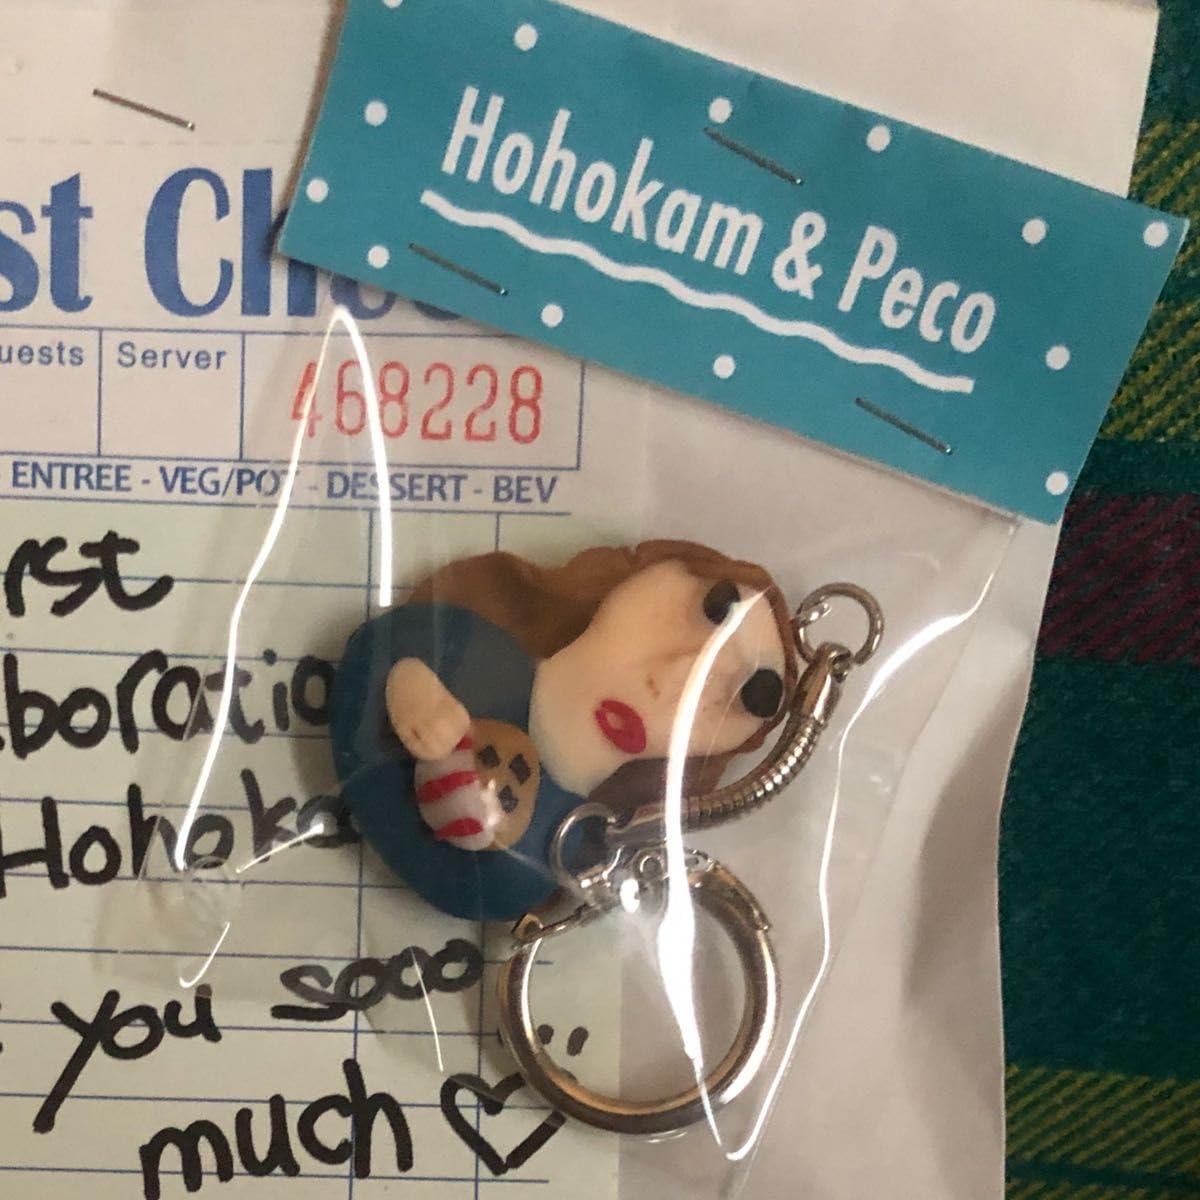 Hohokam & Peco
st Che
uests Server 468228
- ENTREE - VEG/POT - DESSERT - BEV
rst
boratio
Hohoka
you sooo
much ♡